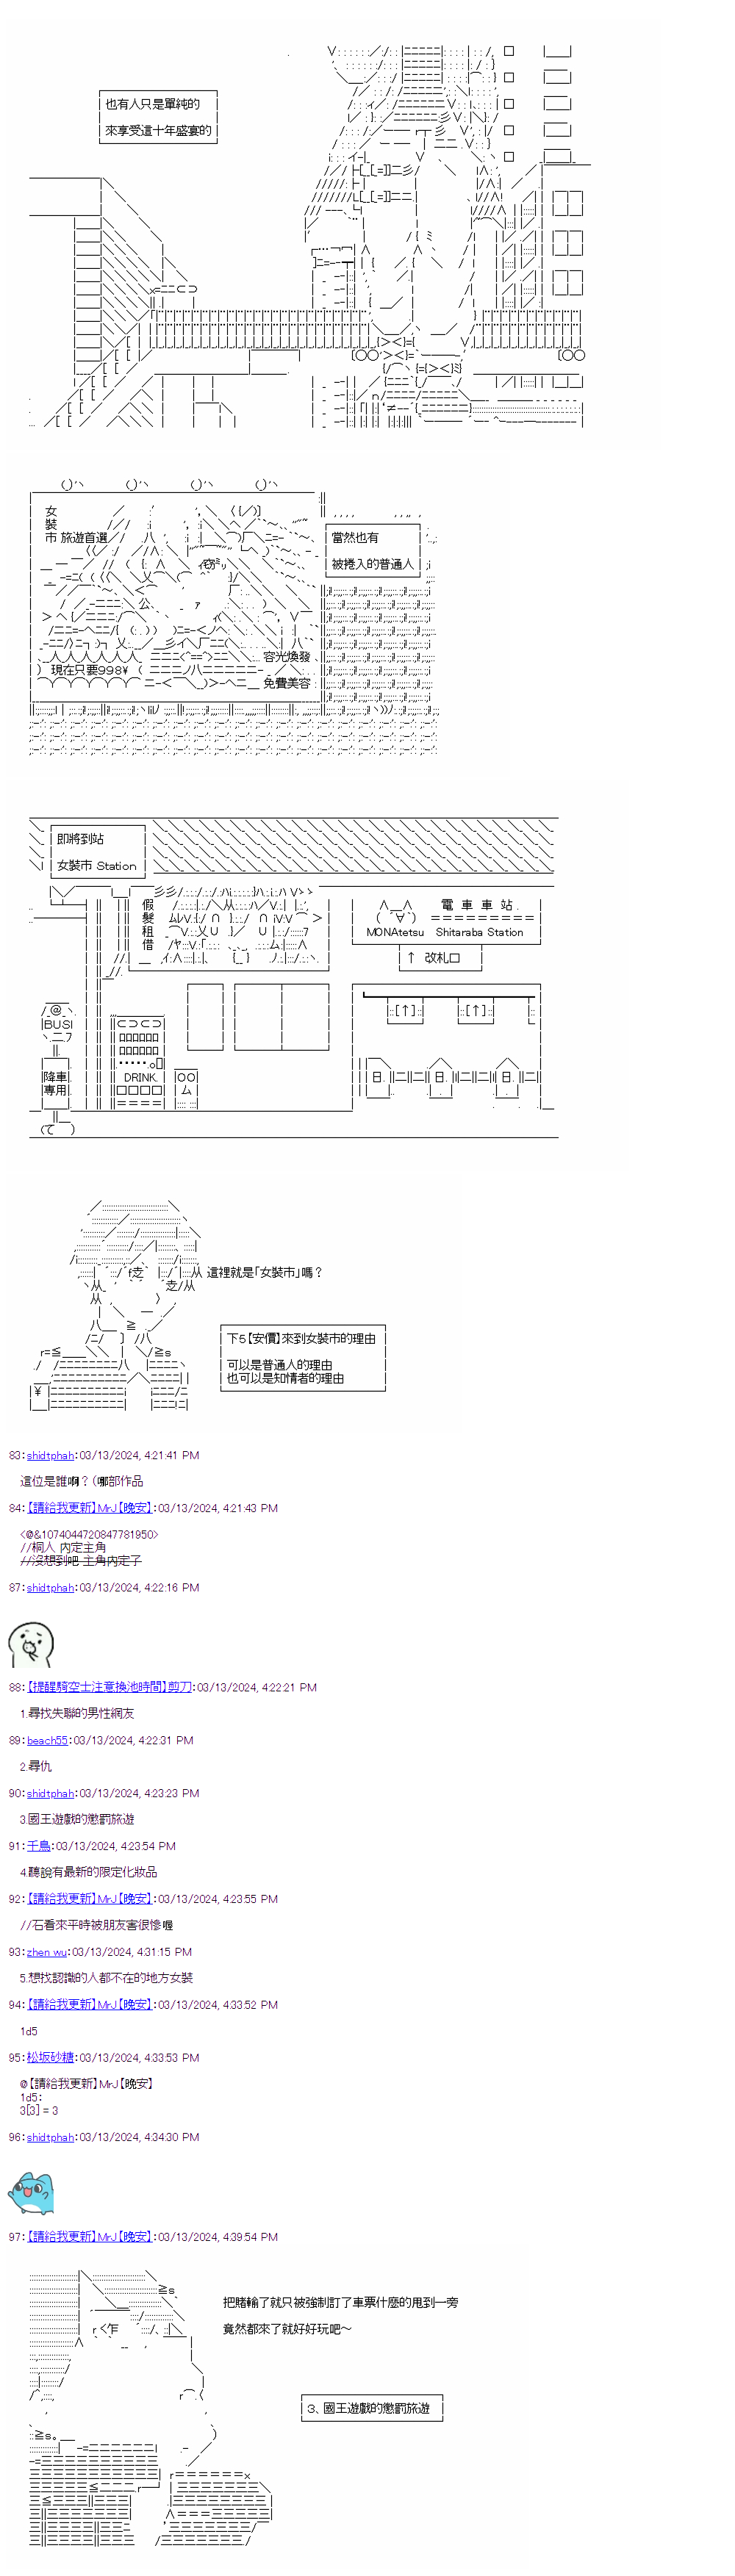 也有人只是單純的
來享受這十年盛宴的
女
裝
市 旅遊首選
當然也有
被捲入的普通人
現在只要998¥
容光煥發
免費美容
即將到站
女裝市 Station
假
髮
租
借
電 車 車 站
MONAtetsu Shitaraba Station
↑ 改札口
BUS
[↑] [↑]
降車
專用
DRINK
這裡就是「女裝市」嗎?
下5【安價】來到女裝市的理由
可以是普通人的理由
也可以是知情者的理由
83:shidtphah:03/13/2024, 4:21:41 PM
這位是誰啊?(哪部作品
84:【請給我更新】MrJ【晚安】:03/13/2024, 4:21:43 PM
<@&1074044720847781950>
//桐人 內定主角
//沒想到吧 主角內定了
87:shidtphah:03/13/2024, 4:22:16 PM
88:【提醒騎空士注意換池時間】剪刀:03/13/2024, 4:22:21 PM
1.尋找失聯的男性網友
89:beach55:03/13/2024, 4:22:31 PM
2.尋仇
90:shidtphah:03/13/2024, 4:23:23 PM
3.國王遊戲的懲罰旅遊
91:千鳥:03/13/2024, 4:23:54 PM
4.聽說有最新的限定化妝品
92:【請給我更新】MrJ【晚安】:03/13/2024, 4:23:55 PM
//石看來平時被朋友害很慘喔
93:zhen wu:03/13/2024, 4:31:15 PM
5.想找認識的人都不在的地方女裝
94:【請給我更新】MrJ【晚安】:03/13/2024, 4:33:52 PM
1d5
95:松坂砂糖:03/13/2024, 4:33:53 PM
@【請給我更新】MrJ【晚安】
1d5:
3[3] = 3
96:shidtphah:03/13/2024, 4:34:30 PM
97:【請給我更新】MrJ【晚安】:03/13/2024, 4:39:54 PM
把賭輸了就只被強制訂了車票什麼的甩到一旁
竟然都來了就好好玩吧～
3、國王遊戲的懲罰旅遊